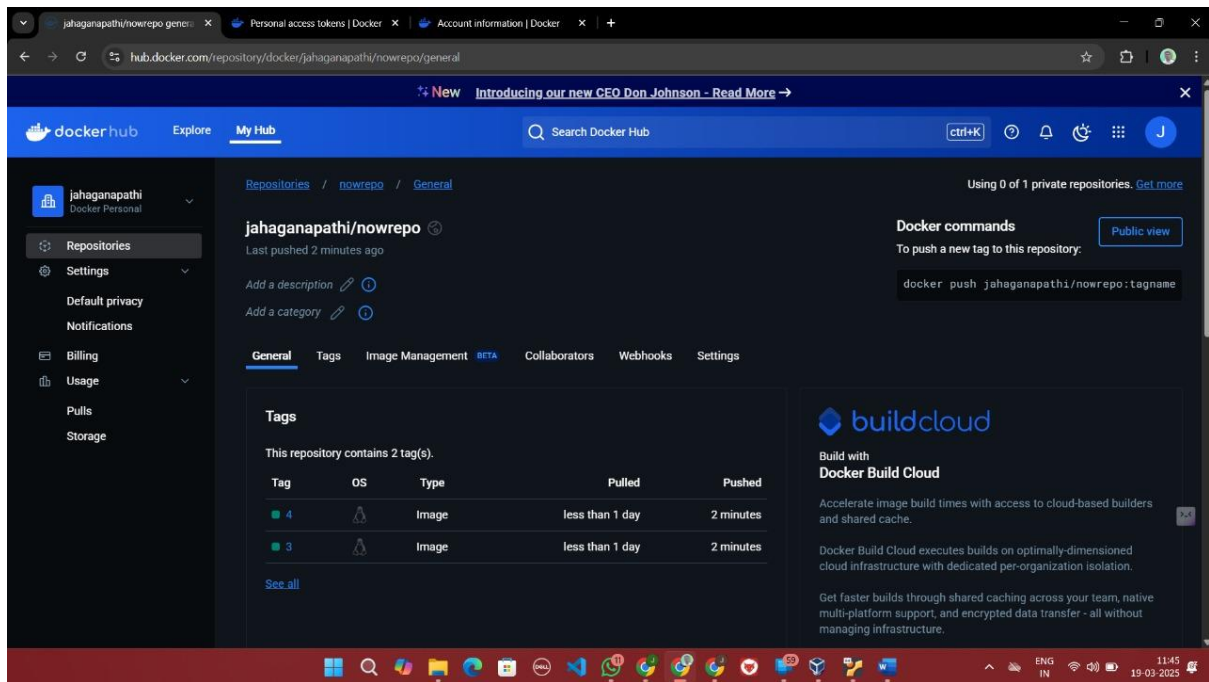 jahaganapathi/nowrepo gener
Personal access tokens | Docker
Account information | Docker
hub.docker.com/repository/docker/jahaganapathi/nowrepo/general
New Introducing our new CEO Don Johnson - Read More →
dockerhub
Explore
My Hub
Search Docker Hub
ctrl+K
J
jahaganapathi
Docker Personal
Repositories
Settings
Default privacy
Notifications
Billing
Usage
Pulls
Storage
Repositories / nowrepo / General
Using 0 of 1 private repositories. Get more
jahaganapathi/nowrepo
Last pushed 2 minutes ago
Add a description
Add a category
Docker commands
Public view
To push a new tag to this repository:
docker push jahaganapathi/nowrepo:tagname
General Tags Image Management BETA Collaborators Webhooks Settings
Tags
This repository contains 2 tag(s).
Tag OS Type Pulled Pushed
4 Image less than 1 day 2 minutes
3 Image less than 1 day 2 minutes
See all
buildcloud
Build with
Docker Build Cloud
Accelerate image build times with access to cloud-based builders
and shared cache.
Docker Build Cloud executes builds on optimally-dimensioned
cloud infrastructure with dedicated per-organization isolation.
Get faster builds through shared caching across your team, native
multi-platform support, and encrypted data transfer - all without
managing infrastructure.
DELL
59
ENG
IN
11:45
19-03-2025